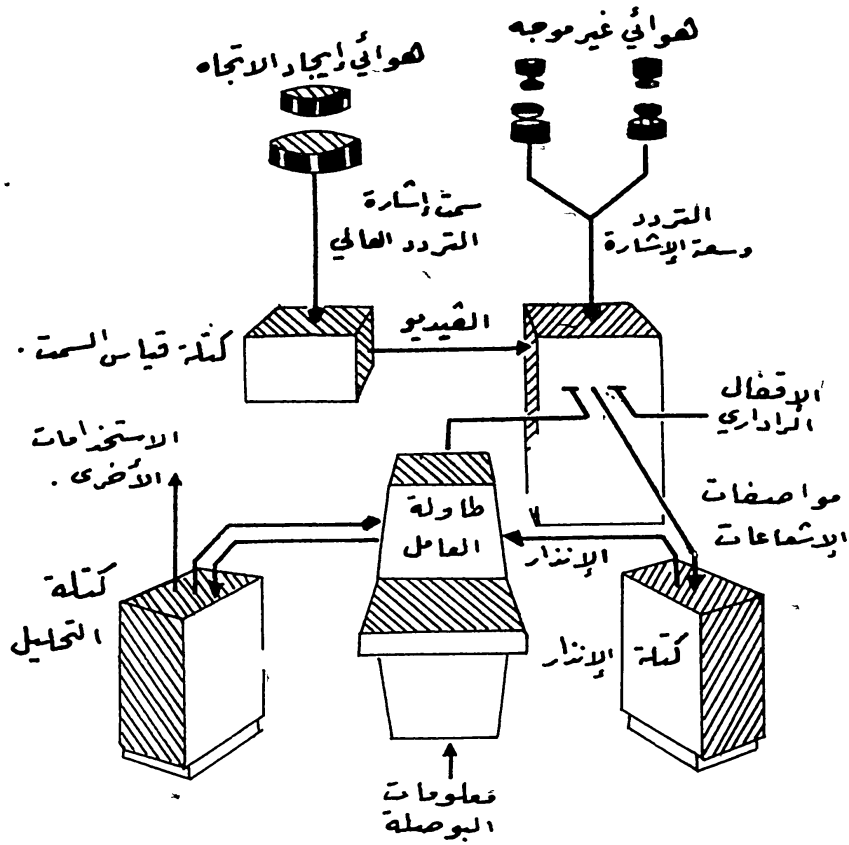 هوائي غير موجه
هوائي إيجاد الاتجاه
سمت إشارة
التردد العالي
التردد
وسعة الإشارة
الفيديو
كتلة قياس السمت .
الإقفال
الراداري
الاستخدامات
الأخرى .
مواصفات
الإشعاعات
طاولة
العامل
الإنذار
كتلة
التحليل
كتلة الإنذار
معلومات
البوصلة